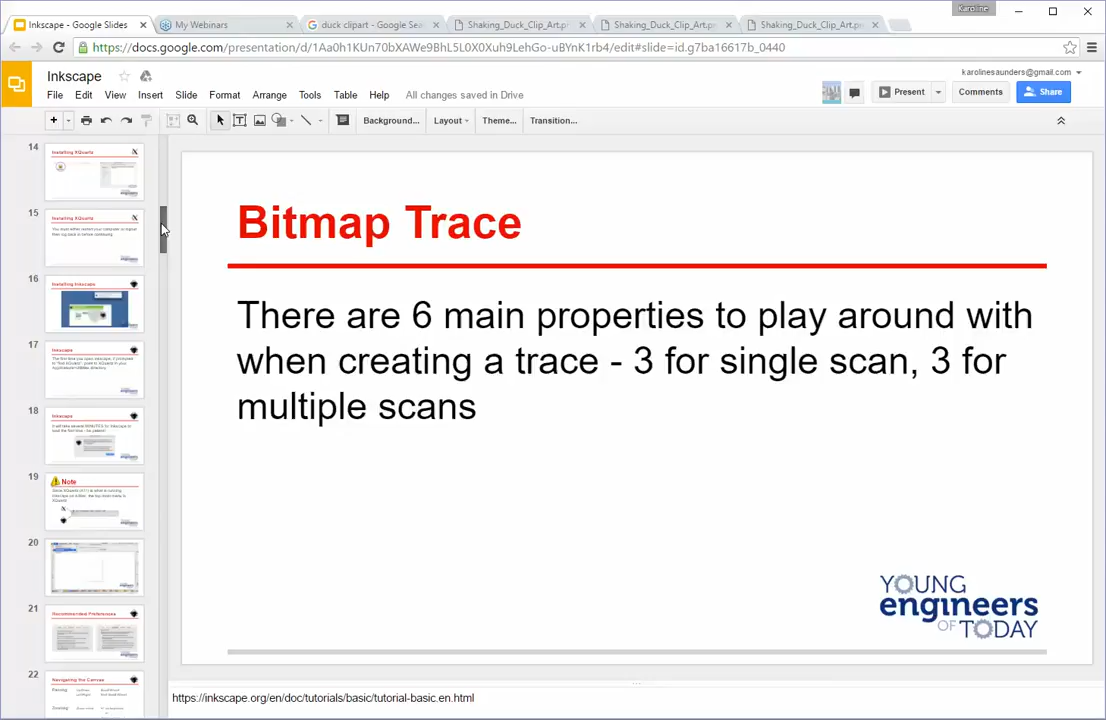 Karoline
Inkscape - Google Slides
My Webinars
duck clipart - Google Sea
Shaking_Duck_Clip_Art.pn
Shaking_Duck_Clip_Art.pn
Shaking_Duck_Clip_Art.pn
https://docs.google.com/presentation/d/1Aa0h1KUn70bXAWe9BhL5L0X0Xuh9LehGo-uBYnK1rb4/edit#slide=id.g7ba16617b_0440
Inkscape
karolinesaunders@gmail.com
File Edit View Insert Slide Format Arrange Tools Table Help All changes saved in Drive
Present
Comments
Share
Background... Layout Theme... Transition...
14
Installing XQuartz
15
Installing XQuartz
16
Installing Inkscape
17
Inkscape
18
Inkscape
19
Note
20
21
Recommended Preferences
22
Navigating the Canvas
Bitmap Trace
There are 6 main properties to play around with
when creating a trace - 3 for single scan, 3 for
multiple scans
YOUNG
engineers
OF TODAY
https://inkscape.org/en/doc/tutorials/basic/tutorial-basic.en.html